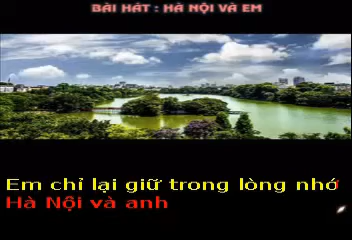 BÀI HÁT : HÀ NỘI VÀ EM
Em chỉ lại giữ trong lòng nhớ
Hà Nội và anh